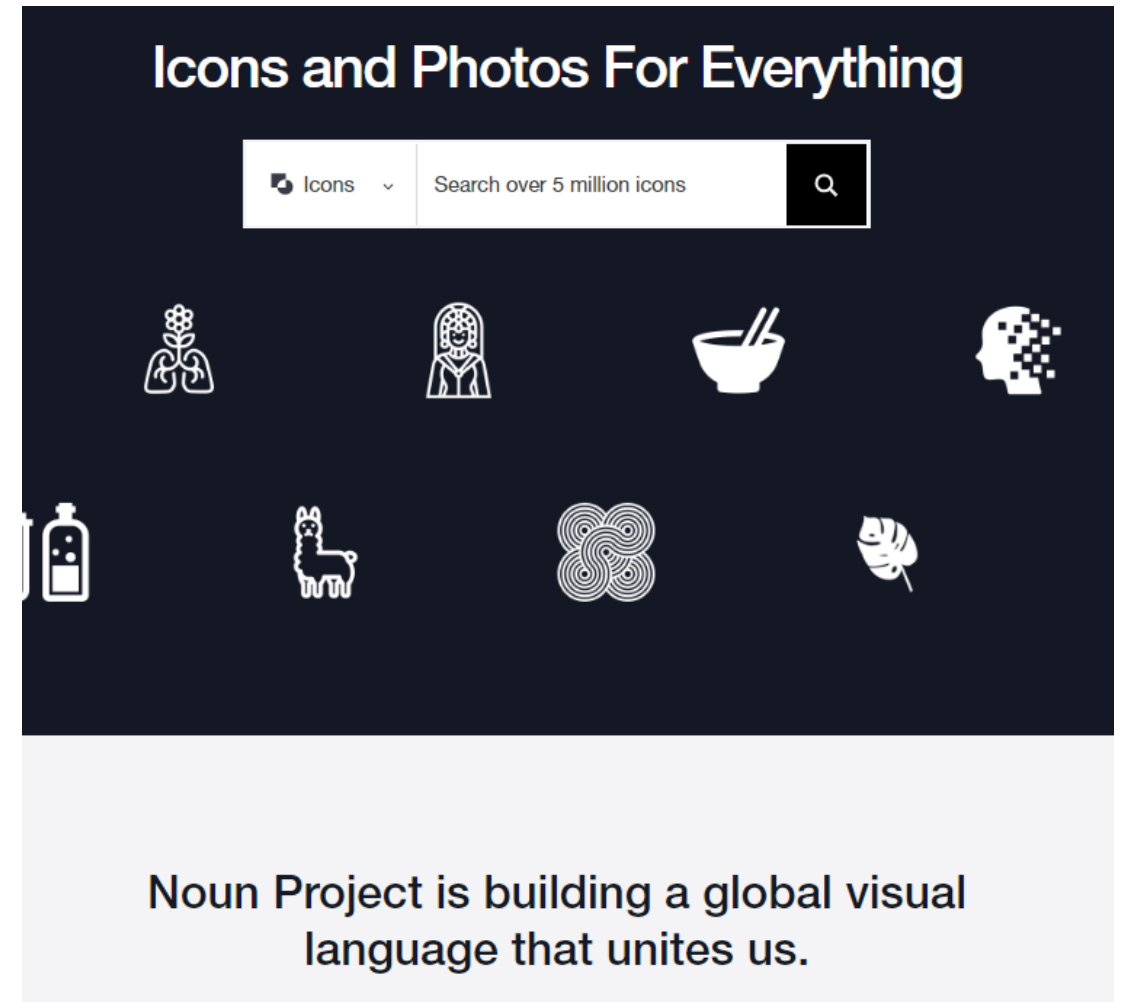 Icons and Photos For Everything
Icons
Search over 5 million icons
Noun Project is building a global visual
language that unites us.